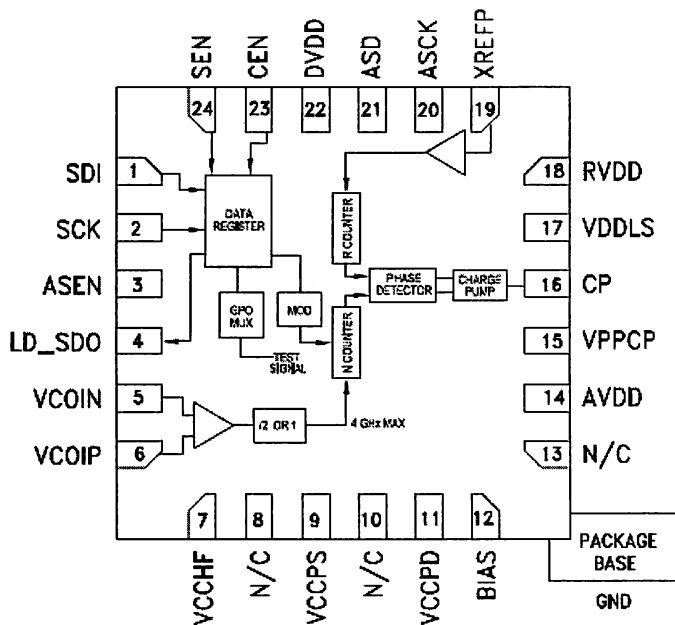 SEN
CEN
DVDD
ASD
ASCK
XREFP
24
23
22
21
20
19
SDI
1
SCK
2
ASEN
3
LD_SDO
4
VCOIN
5
VCOIP
6
18
RVDD
17
VDDLS
16
CP
15
VPPCP
14
AVDD
13
N/C
DATA
REGISTER
GPO
MUX
MOD
TEST
SIGNAL
R COUNTER
N COUNTER
PHASE
DETECTOR
CHARGE
PUMP
/2 OR 1
4 GHz MAX
7
8
9
10
11
12
VCCHF
N/C
VCCPS
N/C
VCCPD
BIAS
PACKAGE
BASE
GND